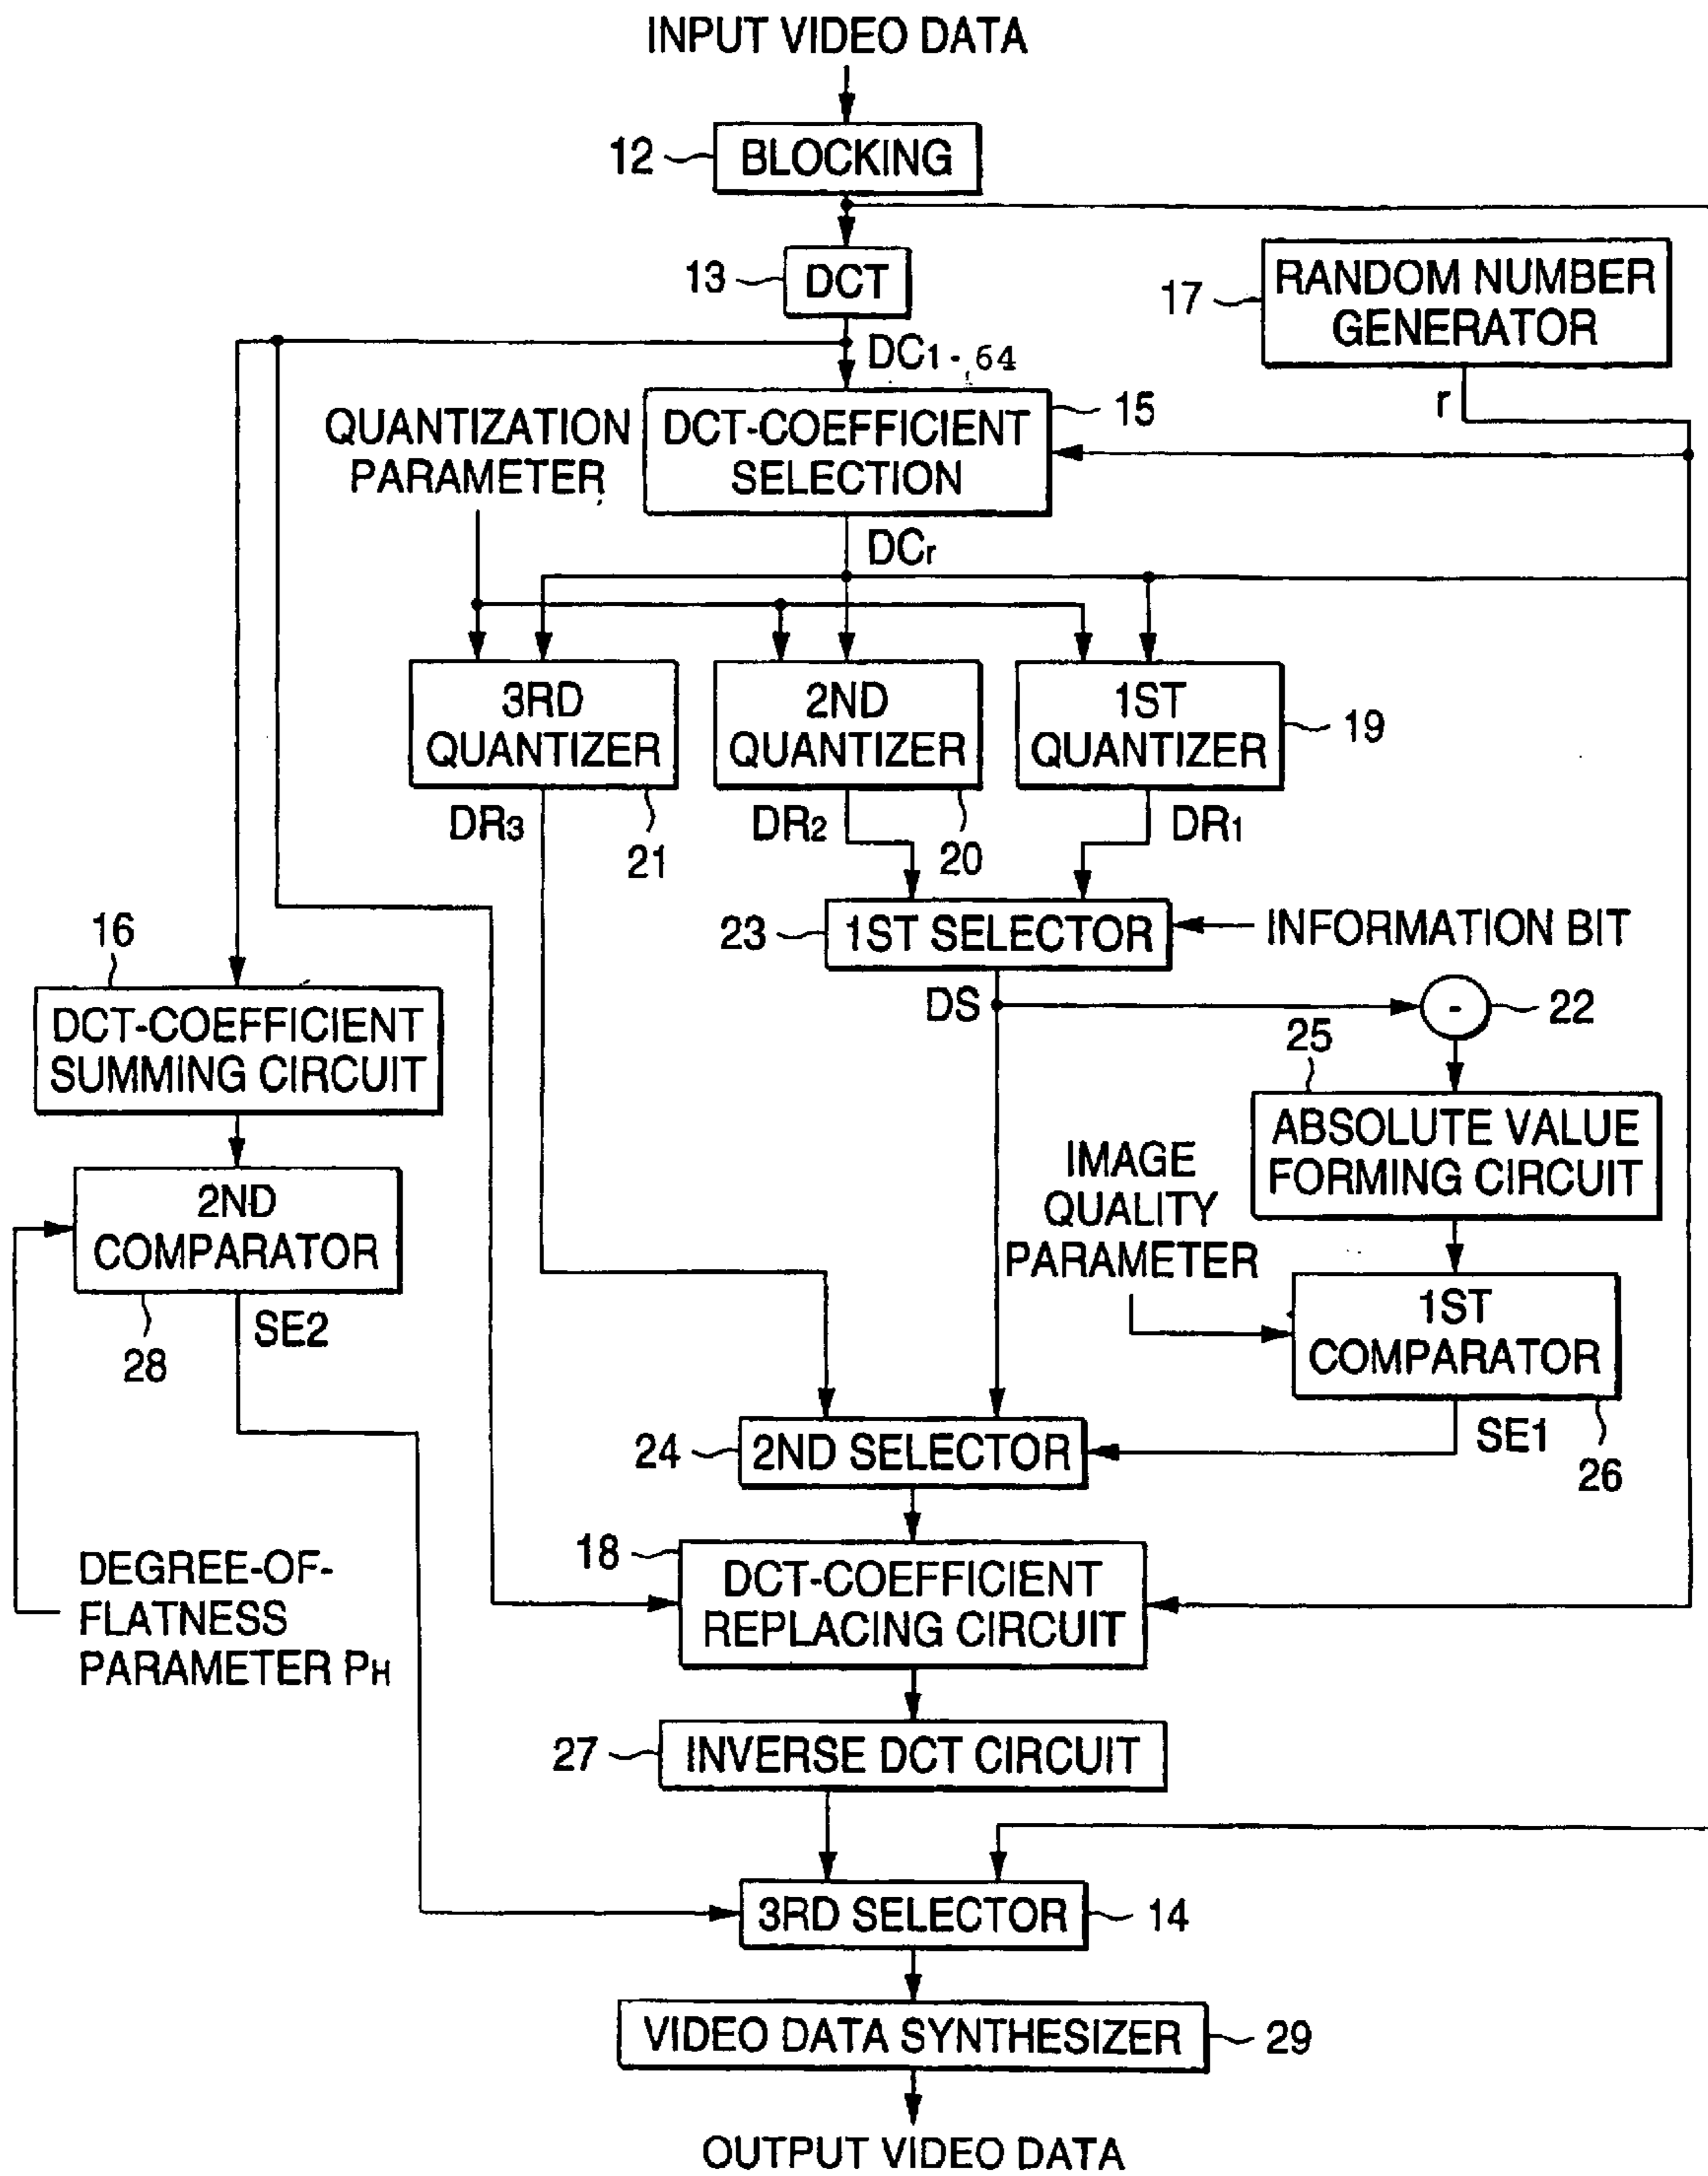 INPUT VIDEO DATA
12
BLOCKING
13
DCT
17
RANDOM NUMBER
GENERATOR
r
DC1 - 64
QUANTIZATION
PARAMETER
DCT-COEFFICIENT
SELECTION
15
DCr
3RD
QUANTIZER
2ND
QUANTIZER
1ST
QUANTIZER
19
DR3
21
DR2
20
DR1
16
23
1ST SELECTOR
INFORMATION BIT
DS
-
22
DCT-COEFFICIENT
SUMMING CIRCUIT
25
ABSOLUTE VALUE
FORMING CIRCUIT
IMAGE
QUALITY
PARAMETER
2ND
COMPARATOR
28
SE2
1ST
COMPARATOR
24
2ND SELECTOR
SE1
26
DEGREE-OF-
FLATNESS
PARAMETER PH
18
DCT-COEFFICIENT
REPLACING CIRCUIT
27
INVERSE DCT CIRCUIT
3RD SELECTOR
14
VIDEO DATA SYNTHESIZER
29
OUTPUT VIDEO DATA